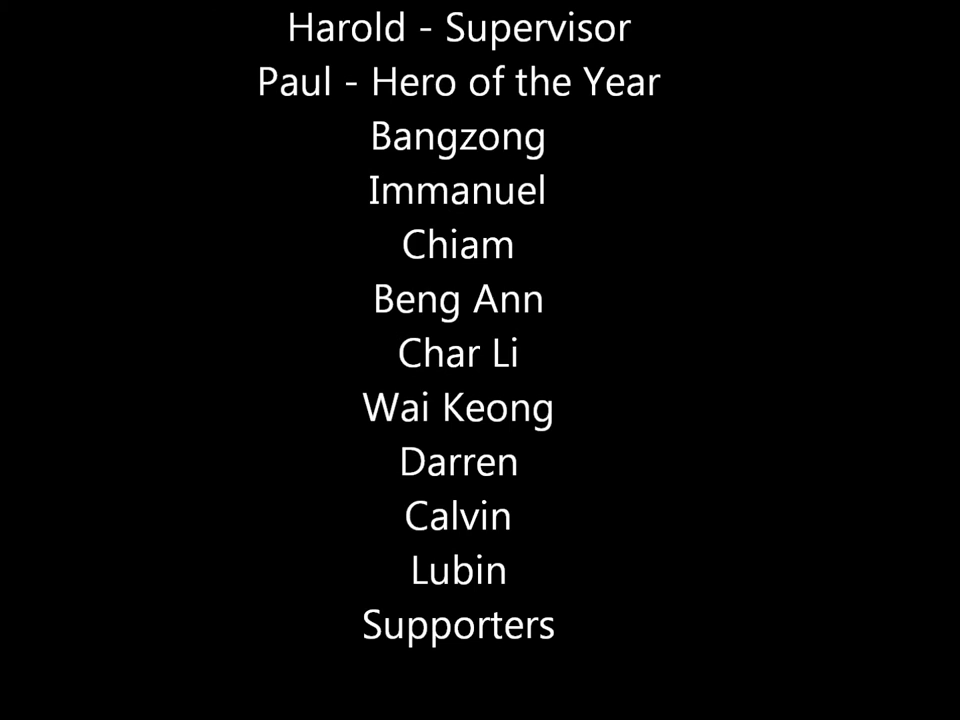 Harold - Supervisor
Paul - Hero of the Year
Bangzong
Immanuel
Chiam
Beng Ann
Char Li
Wai Keong
Darren
Calvin
Lubin
Supporters